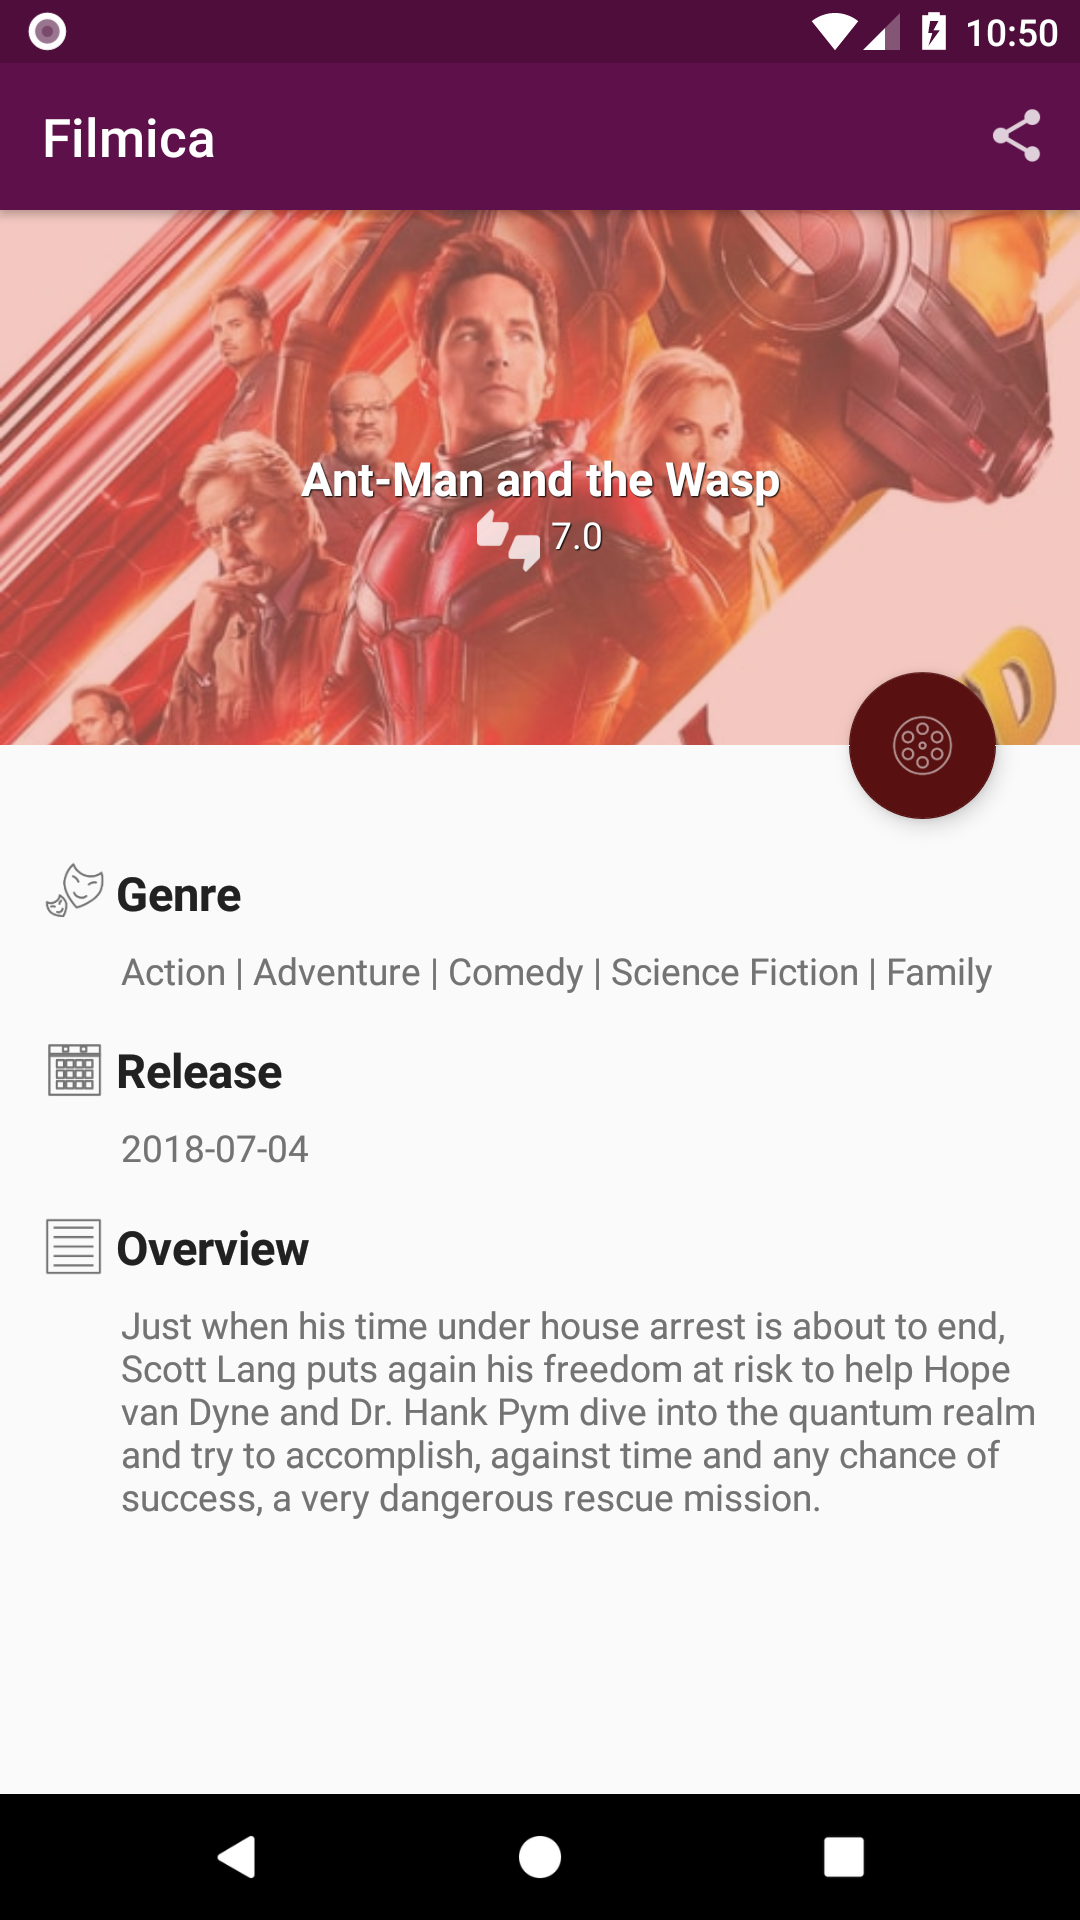 10:50
Filmica
Ant-Man and the Wasp
7.0
Genre
Action | Adventure | Comedy | Science Fiction | Family
Release
2018-07-04
Overview
Just when his time under house arrest is about to end,
Scott Lang puts again his freedom at risk to help Hope
van Dyne and Dr. Hank Pym dive into the quantum realm
and try to accomplish, against time and any chance of
success, a very dangerous rescue mission.